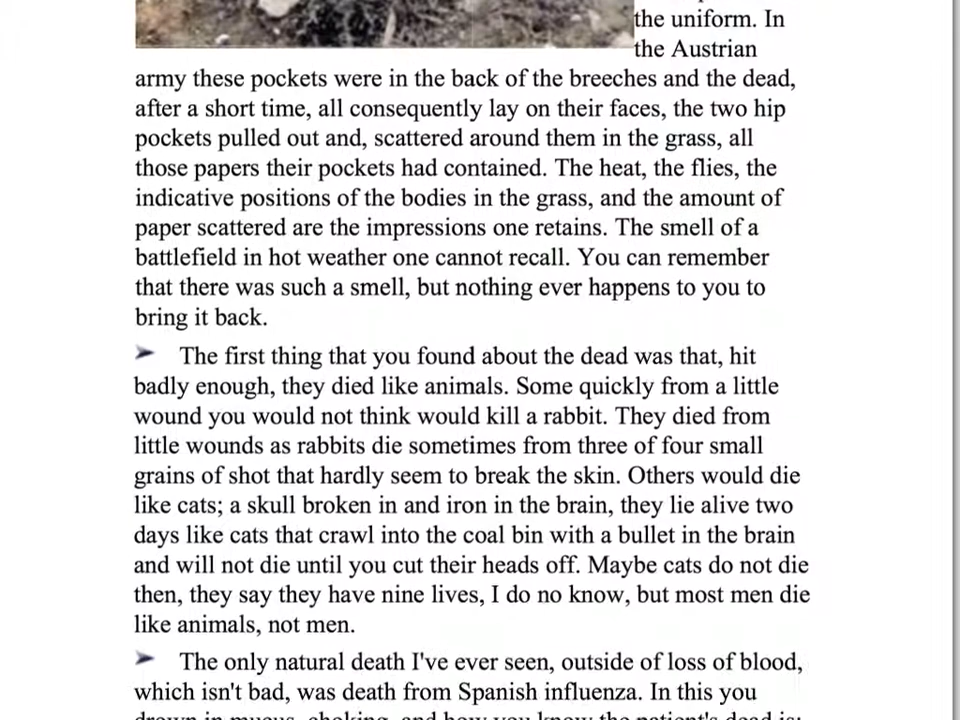 the uniform. In
the Austrian
army these pockets were in the back of the breeches and the dead,
after a short time, all consequently lay on their faces, the two hip
pockets pulled out and, scattered around them in the grass, all
those papers their pockets had contained. The heat, the flies, the
indicative positions of the bodies in the grass, and the amount of
paper scattered are the impressions one retains. The smell of a
battlefield in hot weather one cannot recall. You can remember
that there was such a smell, but nothing ever happens to you to
bring it back.
➢ The first thing that you found about the dead was that, hit
badly enough, they died like animals. Some quickly from a little
wound you would not think would kill a rabbit. They died from
little wounds as rabbits die sometimes from three of four small
grains of shot that hardly seem to break the skin. Others would die
like cats; a skull broken in and iron in the brain, they lie alive two
days like cats that crawl into the coal bin with a bullet in the brain
and will not die until you cut their heads off. Maybe cats do not die
then, they say they have nine lives, I do no know, but most men die
like animals, not men.
➢ The only natural death I've ever seen, outside of loss of blood,
which isn't bad, was death from Spanish influenza. In this you
drown in mucus, choking, and how you know the patient's dead is: